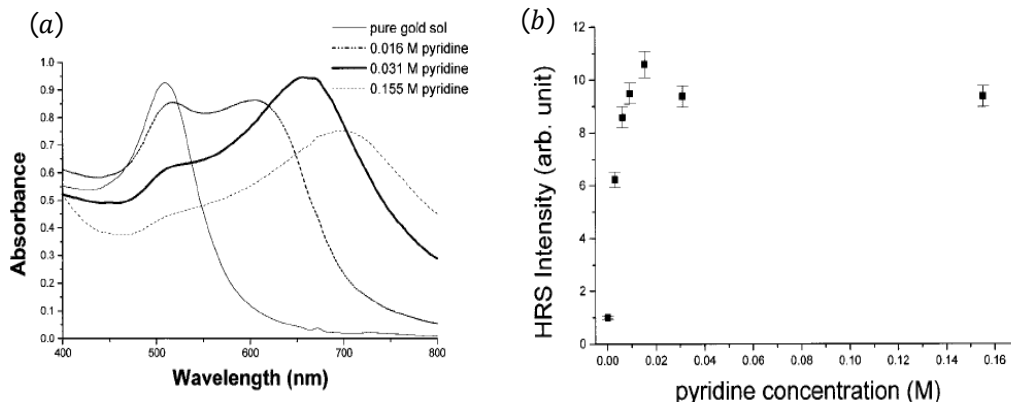 (a)
pure gold sol
0.016 M pyridine
0.031 M pyridine
0.155 M pyridine
Absorbance
1.0
0.9
0.8
0.7
0.6
0.5
0.4
0.3
0.2
0.1
0.0
400 500 600 700 800
Wavelength (nm)
(b)
HRS Intensity (arb. unit)
12
10
8
6
4
2
0
0.00 0.02 0.04 0.06 0.08 0.10 0.12 0.14 0.16
pyridine concentration (M)